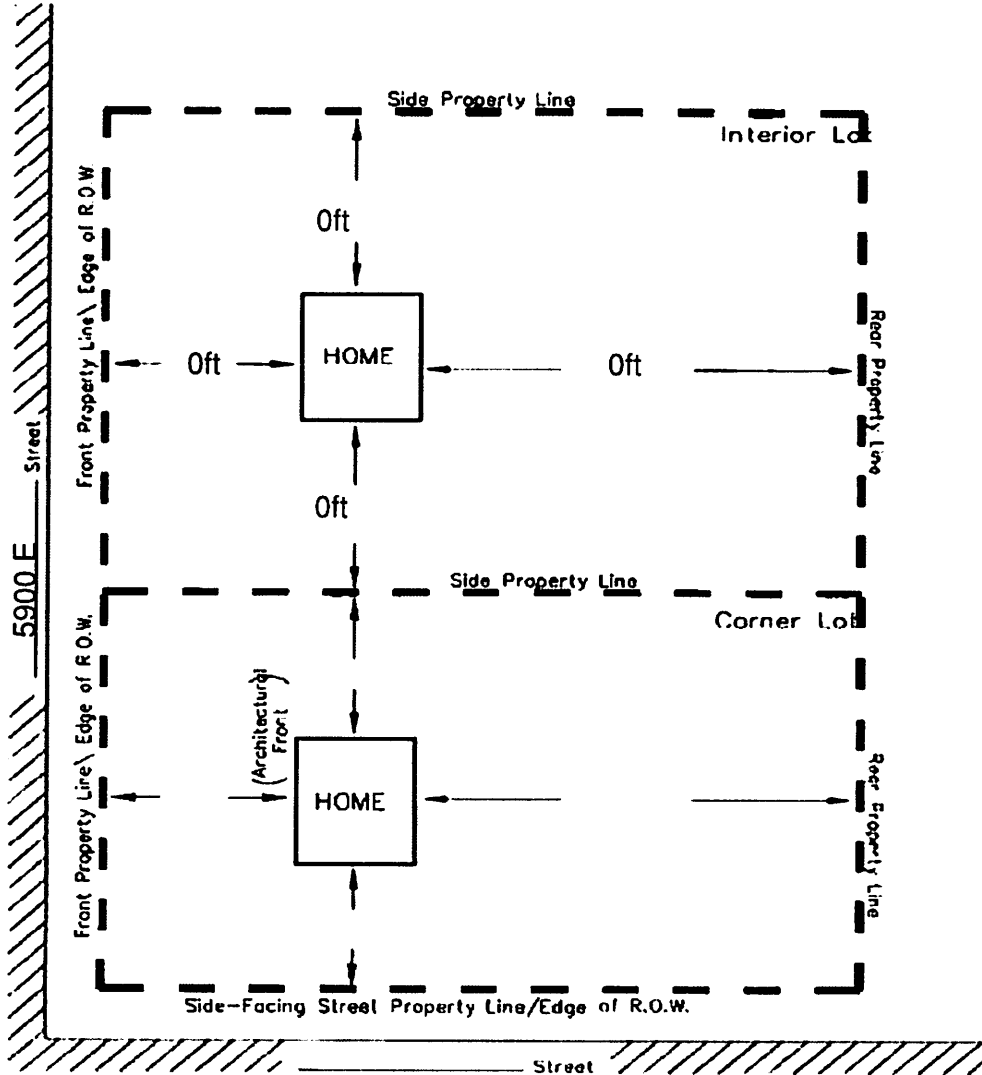 Side Property Line
Interior Lot
Front Property Line\ Edge of R.O.W.
0ft
HOME
0ft
0ft
Rear Property Line
0ft
5900 E Street
Side Property Line
Corner Lot
Front Property Line\ Edge of R.O.W.
(Architectural
Front)
HOME
Rear Property Line
Side-Facing Street Property Line/Edge of R.O.W.
Street